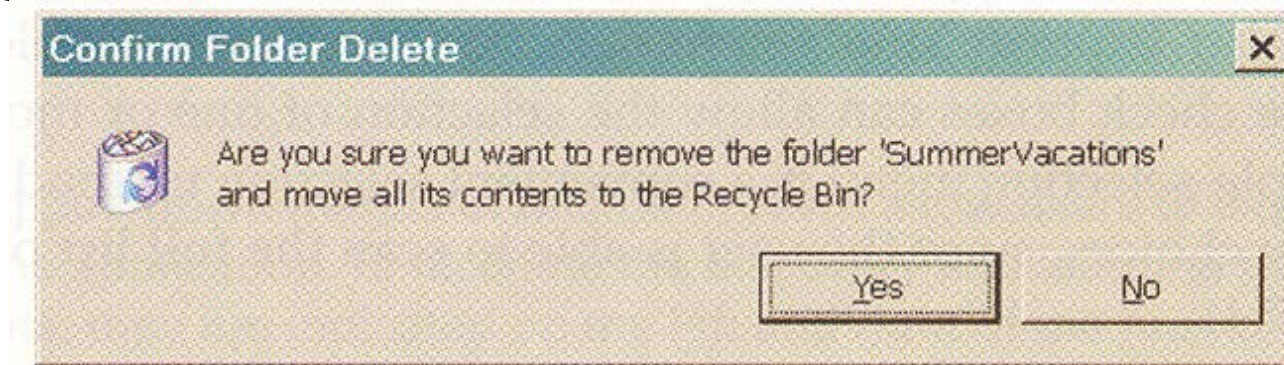 Confirm Folder Delete
Are you sure you want to remove the folder 'SummerVacations'
and move all its contents to the Recycle Bin?
Yes No